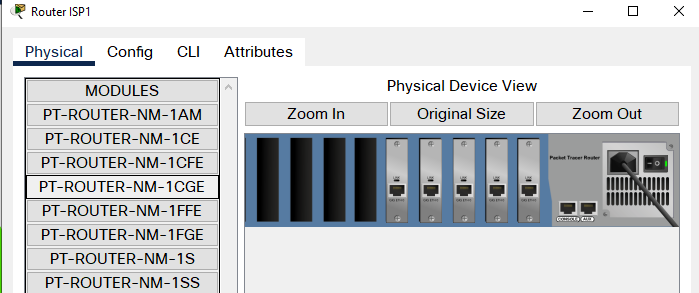 Router ISP1
Physical Config CLI Attributes
MODULES
PT-ROUTER-NM-1AM
PT-ROUTER-NM-1CE
PT-ROUTER-NM-1CFE
PT-ROUTER-NM-1CGE
PT-ROUTER-NM-1FFE
PT-ROUTER-NM-1FGE
PT-ROUTER-NM-1S
PT-ROUTER-NM-1SS
Physical Device View
Zoom In Original Size Zoom Out
Packet Tracer Router
CONSOLE AUX